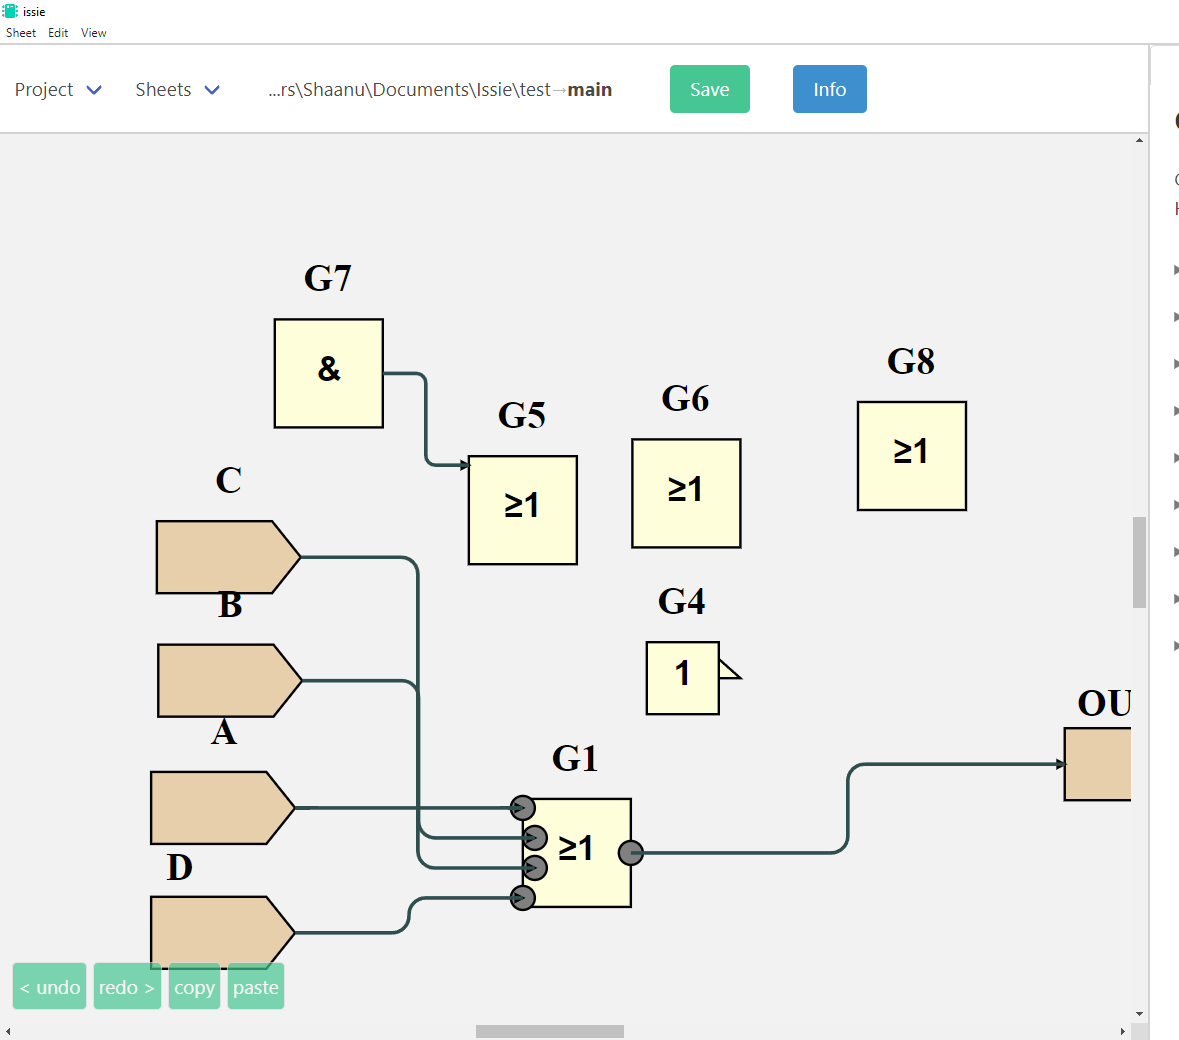 issie
Sheet Edit View
Project Sheets ...rs\Shaanu\Documents\Issie\test→main Save Info
G7
&
G8
≥1
G6
≥1
G5
≥1
C
B
G4
1
A
OU
G1
≥1
D
< undo redo > copy paste